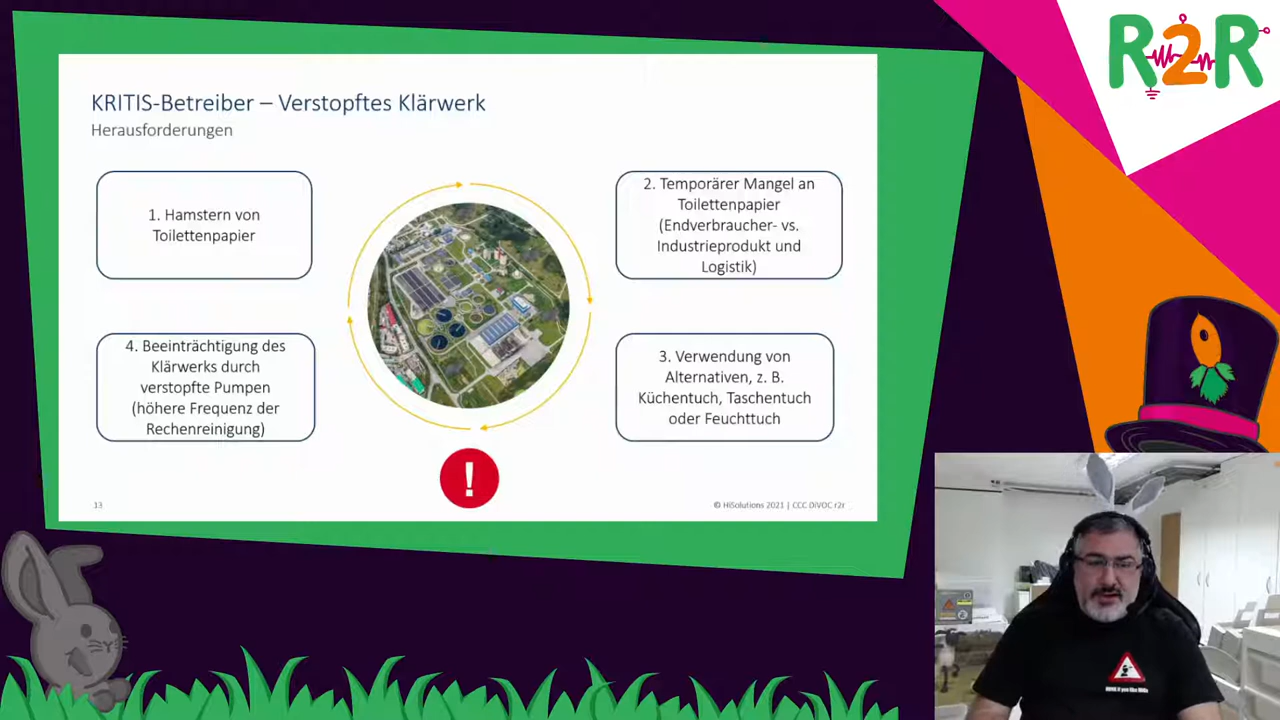 R2R
KRITIS-Betreiber – Verstopftes Klärwerk
Herausforderungen
1. Hamstern von
Toilettenpapier
2. Temporärer Mangel an
Toilettenpapier
(Endverbraucher- vs.
Industrieprodukt und
Logistik)
3. Verwendung von
Alternativen, z. B.
Küchentuch, Taschentuch
oder Feuchttuch
4. Beeinträchtigung des
Klärwerks durch
verstopfte Pumpen
(höhere Frequenz der
Rechenreinigung)
!
13
© HiSolutions 2021 | CCC DiVOC r2r